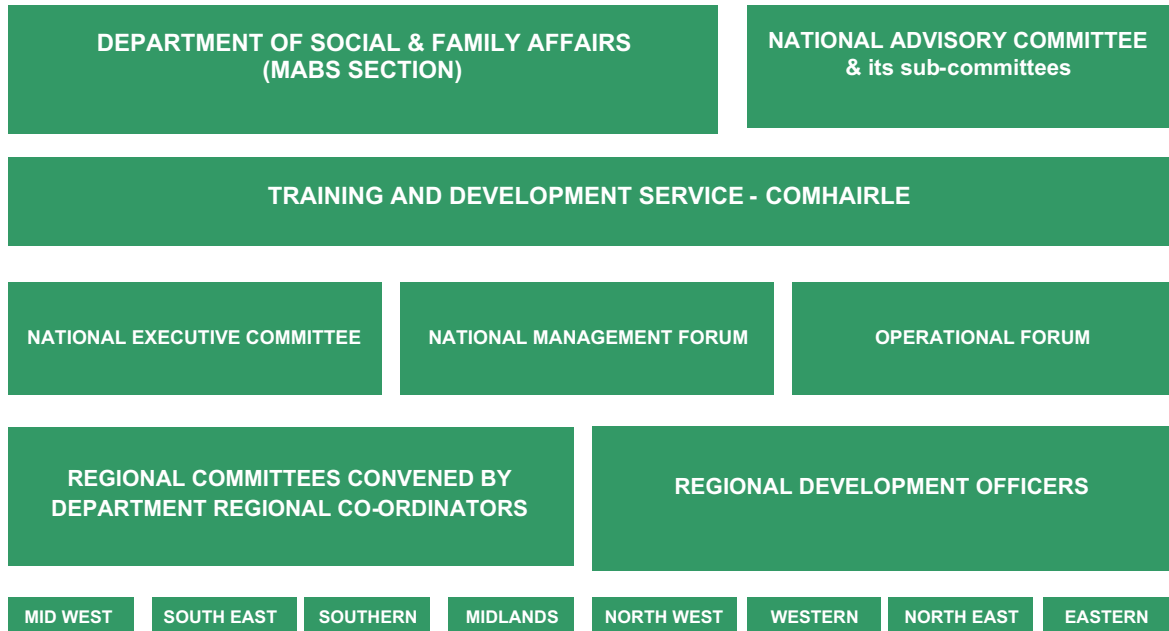 DEPARTMENT OF SOCIAL & FAMILY AFFAIRS
(MABS SECTION)
NATIONAL ADVISORY COMMITTEE
& its sub-committees
TRAINING AND DEVELOPMENT SERVICE - COMHAIRLE
NATIONAL EXECUTIVE COMMITTEE
NATIONAL MANAGEMENT FORUM
OPERATIONAL FORUM
REGIONAL COMMITTEES CONVENED BY
DEPARTMENT REGIONAL CO-ORDINATORS
REGIONAL DEVELOPMENT OFFICERS
MID WEST
SOUTH EAST
SOUTHERN
MIDLANDS
NORTH WEST
WESTERN
NORTH EAST
EASTERN